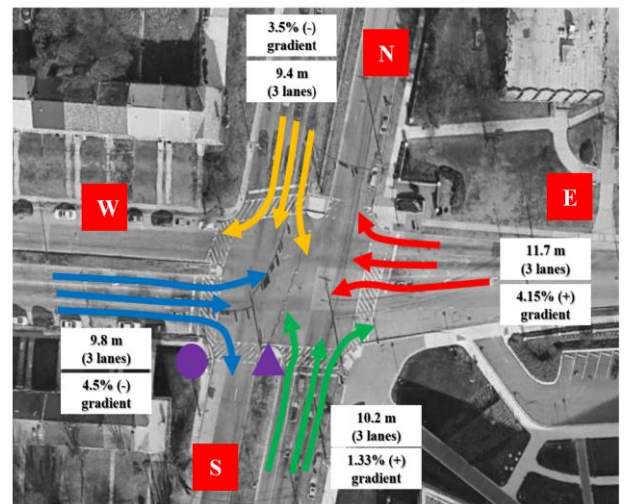 3.5% (-)
gradient
9.4 m
(3 lanes)
N
W
E
11.7 m
(3 lanes)
4.15% (+)
gradient
9.8 m
(3 lanes)
4.5% (-)
gradient
10.2 m
(3 lanes)
1.33% (+)
gradient
S